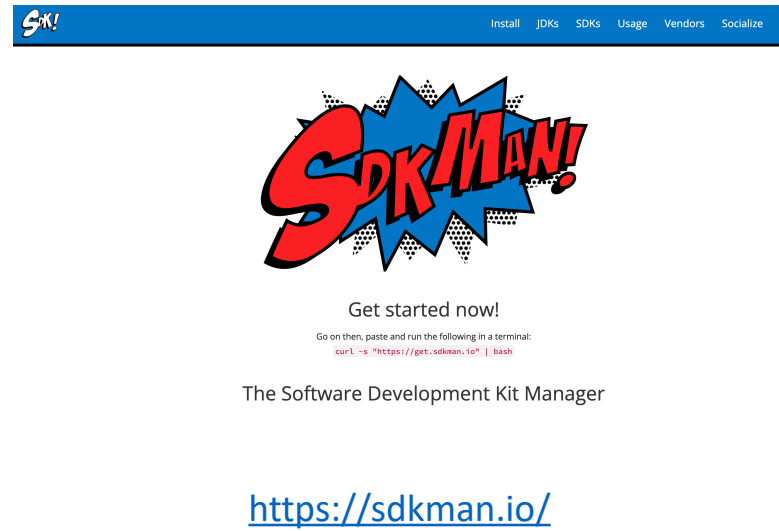 SDK!
Install JDKs SDKs Usage Vendors Socialize
SDKMAN!
Get started now!
Go on then, paste and run the following in a terminal:
curl -s "https://get.sdkman.io" | bash
The Software Development Kit Manager
https://sdkman.io/